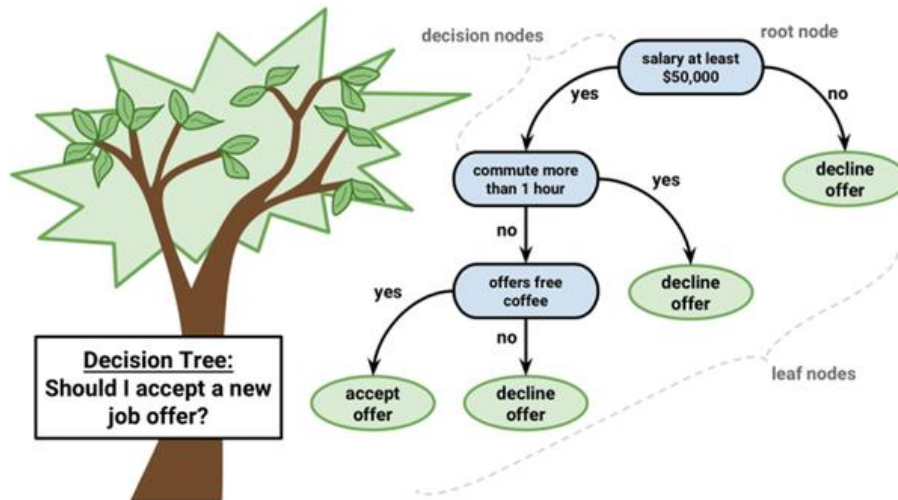 decision nodes
root node
salary at least
$50,000
yes
no
commute more
than 1 hour
yes
decline
offer
no
offers free
coffee
decline
offer
yes
no
leaf nodes
accept
offer
decline
offer
Decision Tree:
Should I accept a new
job offer?